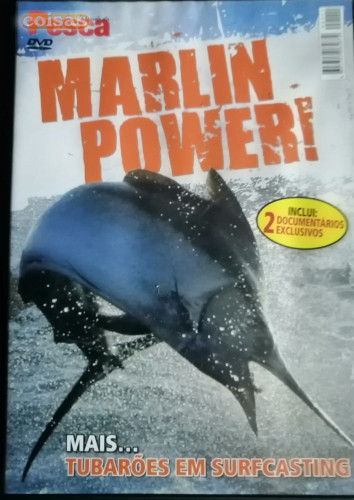 coisas
Pesca
DVD
MARLIN
POWER!
INCLUI:
2 DOCUMENTÁRIOS
EXCLUSIVOS
MAIS...
TUBARÕES EM SURFCASTING